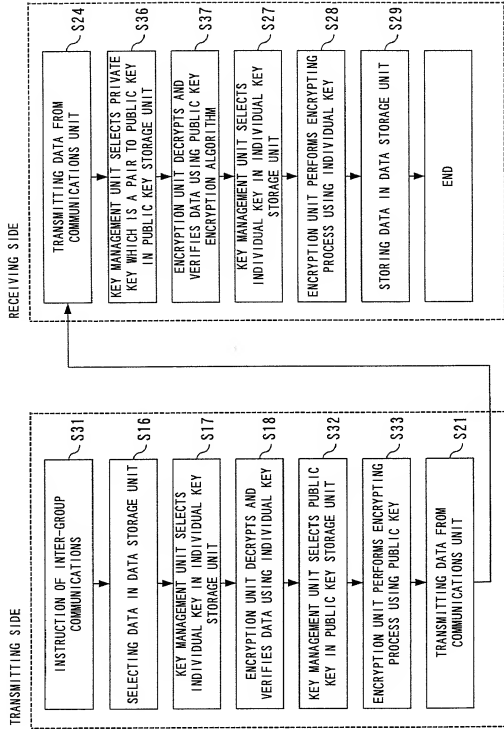 TRANSMITTING SIDE
INSTRUCTION OF INTER-GROUP
COMMUNICATIONS
S31
SELECTING DATA IN DATA STORAGE UNIT
S16
KEY MANAGEMENT UNIT SELECTS
INDIVIDUAL KEY IN INDIVIDUAL KEY
STORAGE UNIT
S17
ENCRYPTION UNIT DECRYPTS AND
VERIFIES DATA USING INDIVIDUAL KEY
S18
KEY MANAGEMENT UNIT SELECTS PUBLIC
KEY IN PUBLIC KEY STORAGE UNIT
S32
ENCRYPTION UNIT PERFORMS ENCRYPTING
PROCESS USING PUBLIC KEY
S33
TRANSMITTING DATA FROM
COMMUNICATIONS UNIT
S21
RECEIVING SIDE
TRANSMITTING DATA FROM
COMMUNICATIONS UNIT
S24
KEY MANAGEMENT UNIT SELECTS PRIVATE
KEY WHICH IS A PAIR TO PUBLIC KEY
IN PUBLIC KEY STORAGE UNIT
S36
ENCRYPTION UNIT DECRYPTS AND
VERIFIES DATA USING PUBLIC KEY
ENCRYPTION ALGORITHM
S37
KEY MANAGEMENT UNIT SELECTS
INDIVIDUAL KEY IN INDIVIDUAL KEY
STORAGE UNIT
S27
ENCRYPTION UNIT PERFORMS ENCRYPTING
PROCESS USING INDIVIDUAL KEY
S28
STORING DATA IN DATA STORAGE UNIT
S29
END